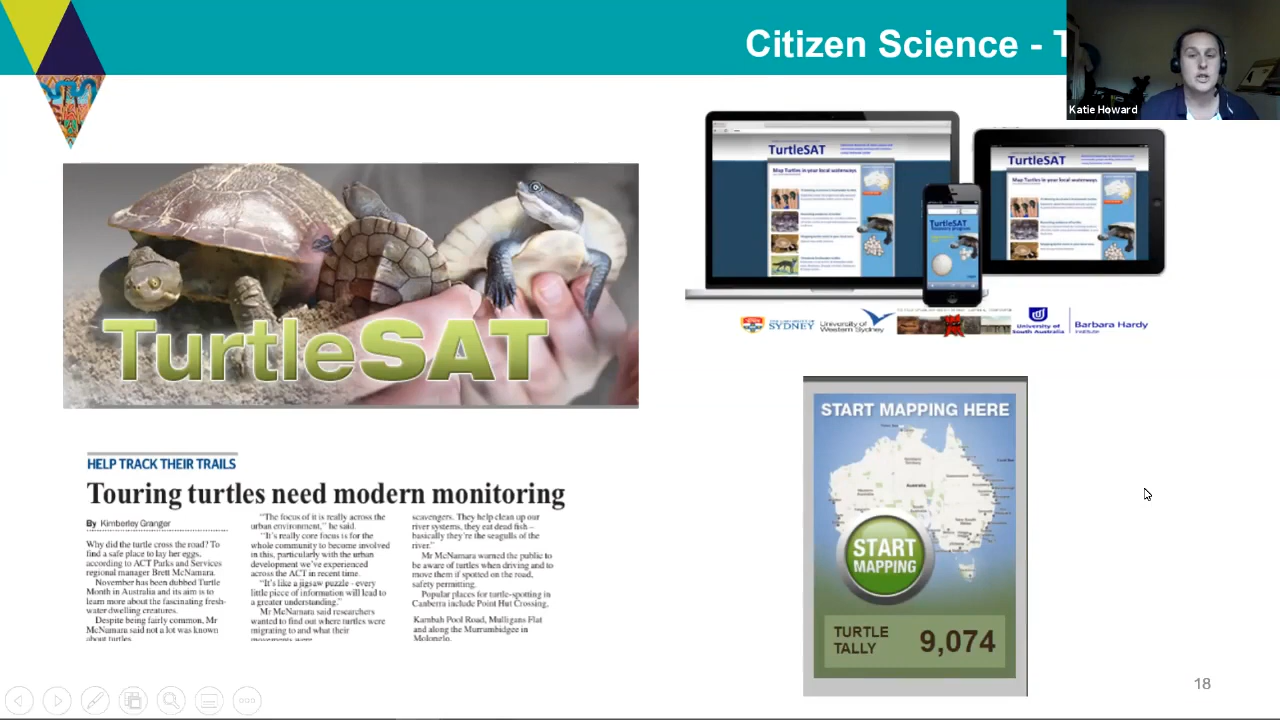 Citizen Science - T
Katie Howard
TurtleSAT
TurtleSAT
Map Turtles in your local waterways
TurtleSAT
Map Turtles in your local waterways
TurtleSAT
SYDNEY
University of
Western Sydney
University of
South Australia
Barbara Hardy
Institute
START MAPPING HERE
START
MAPPING
TURTLE
TALLY
9,074
HELP TRACK THEIR TRAILS
Touring turtles need modern monitoring
By Kimberley Granger
Why did the turtle cross the road? To
find a safe place to lay her eggs,
according to ACT Parks and Services
regional manager Brett McNamara.
November has been dubbed Turtle
Month in Australia and its aim is to
learn more about the fascinating fresh-
water dwelling creatures.
Despite being fairly common, Mr
McNamara said not a lot was known
about turtles.
"The focus of it is really across the
urban environment," he said.
"It's really core focus is for the
whole community to become involved
in this, particularly with the urban
development we've experienced
across the ACT in recent time.
"It's like a jigsaw puzzle - every
little piece of information will lead to
a greater understanding."
Mr McNamara said researchers
wanted to find out where turtles were
migrating to and what their
movements were
scavengers. They help clean up our
river systems, they eat dead fish –
basically they're the seagulls of the
river."
Mr McNamara warned the public to
be aware of turtles when driving and to
move them if spotted on the road,
safety permitting.
Popular places for turtle-spotting in
Canberra include Point Hut Crossing,
Kambah Pool Road, Mulligans Flat
and along the Murrumbidgee in
Molonglo.
18